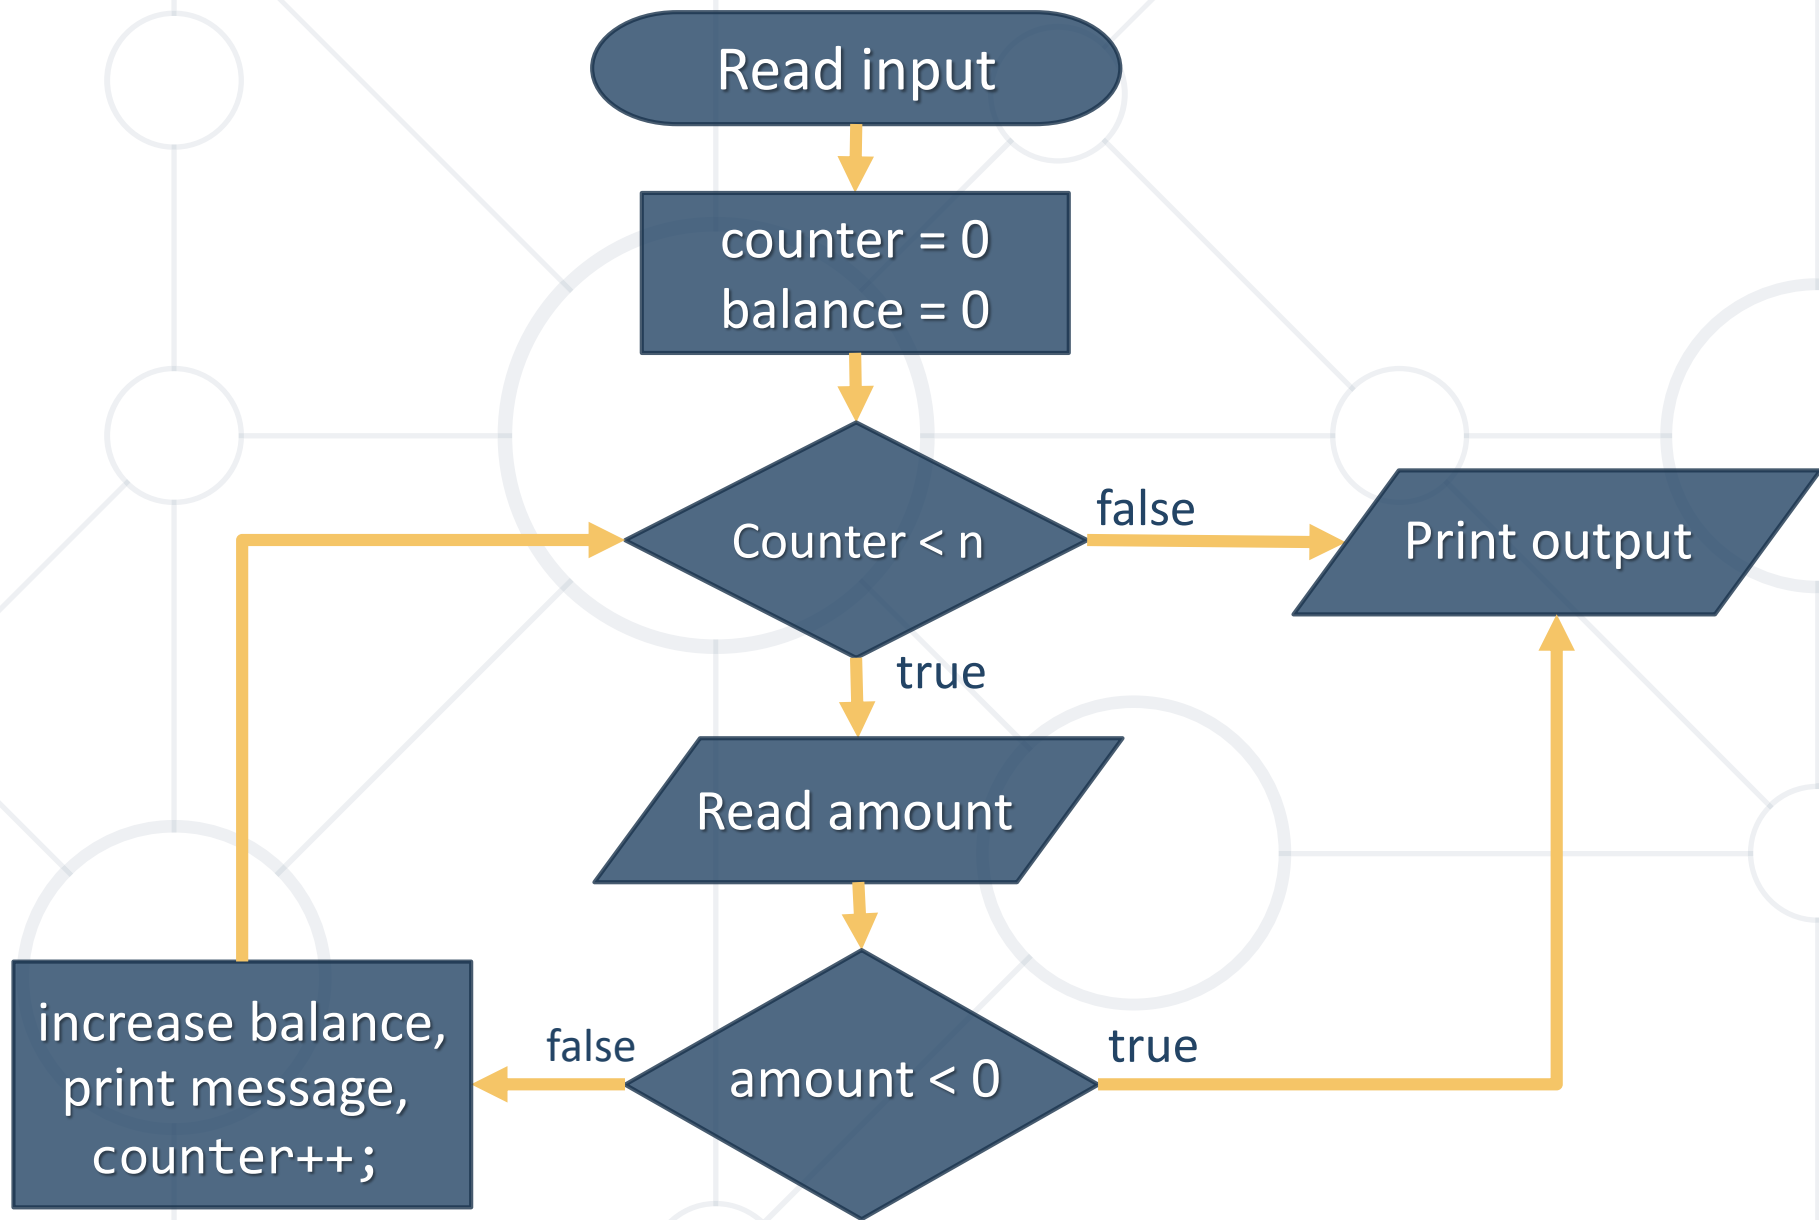 Read input
counter = 0
balance = 0
Counter < n
false
Print output
true
Read amount
amount < 0
false
true
increase balance,
print message,
counter++;